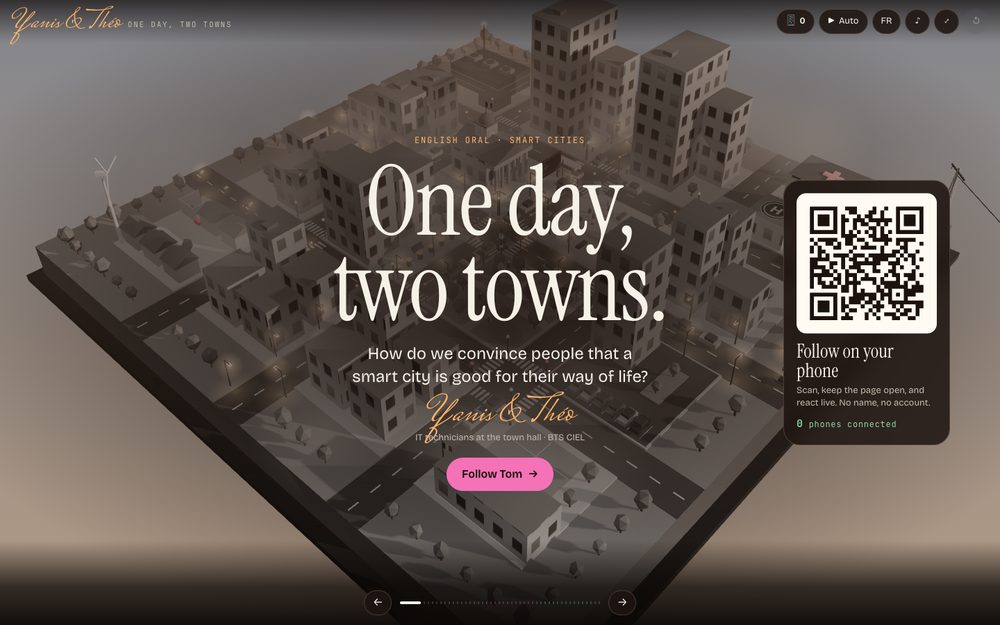 Yanis & Théo ONE DAY, TWO TOWNS
0
Auto
FR
ENGLISH ORAL · SMART CITIES
One day,
two towns.
How do we convince people that a
smart city is good for their way of life?
Yanis & Théo
IT technicians at the town hall · BTS CIEL
Follow Tom →
H
Follow on your
phone
Scan, keep the page open, and
react live. No name, no account.
0 phones connected